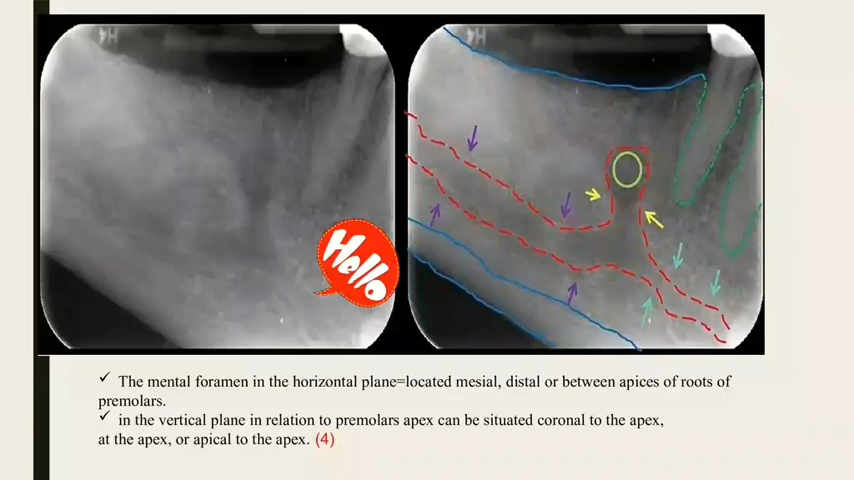 Hello
✓ The mental foramen in the horizontal plane=located mesial, distal or between apices of roots of
premolars.
✓ in the vertical plane in relation to premolars apex can be situated coronal to the apex,
at the apex, or apical to the apex. (4)